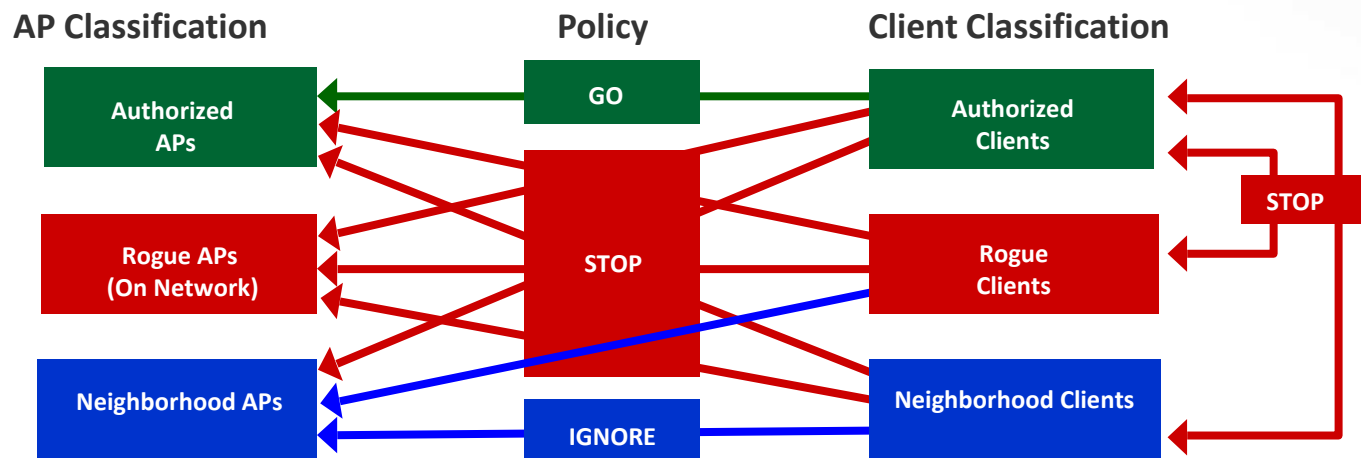 AP Classification
Policy
Client Classification
Authorized
APs
GO
Authorized
Clients
STOP
Rogue APs
(On Network)
STOP
Rogue
Clients
Neighborhood APs
IGNORE
Neighborhood Clients